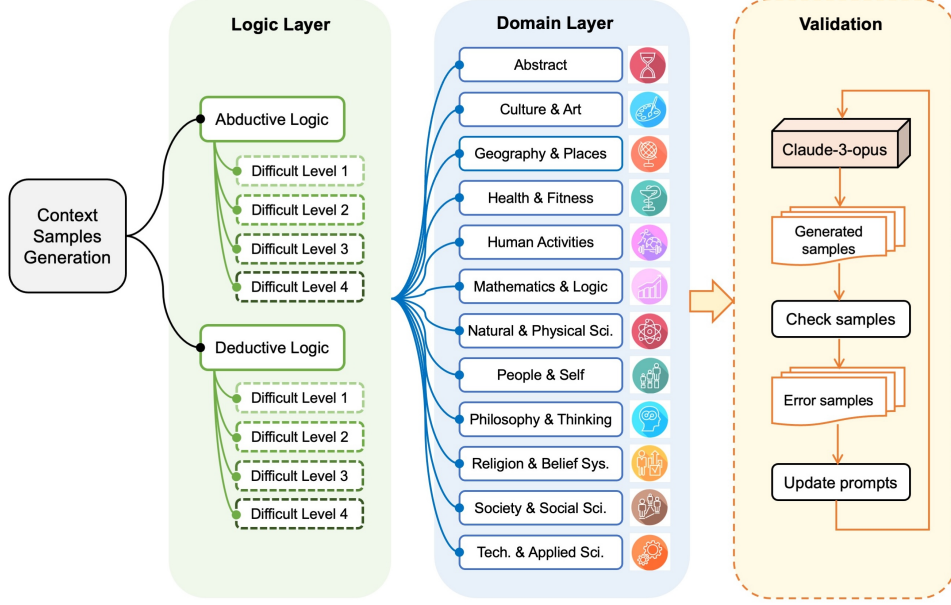 Logic Layer
Domain Layer
Validation
Context
Samples
Generation
Abductive Logic
Difficult Level 1
Difficult Level 2
Difficult Level 3
Difficult Level 4
Deductive Logic
Difficult Level 1
Difficult Level 2
Difficult Level 3
Difficult Level 4
Abstract
Culture & Art
Geography & Places
Health & Fitness
Human Activities
Mathematics & Logic
Natural & Physical Sci.
People & Self
Philosophy & Thinking
Religion & Belief Sys.
Society & Social Sci.
Tech. & Applied Sci.
Claude-3-opus
Generated
samples
Check samples
Error samples
Update prompts